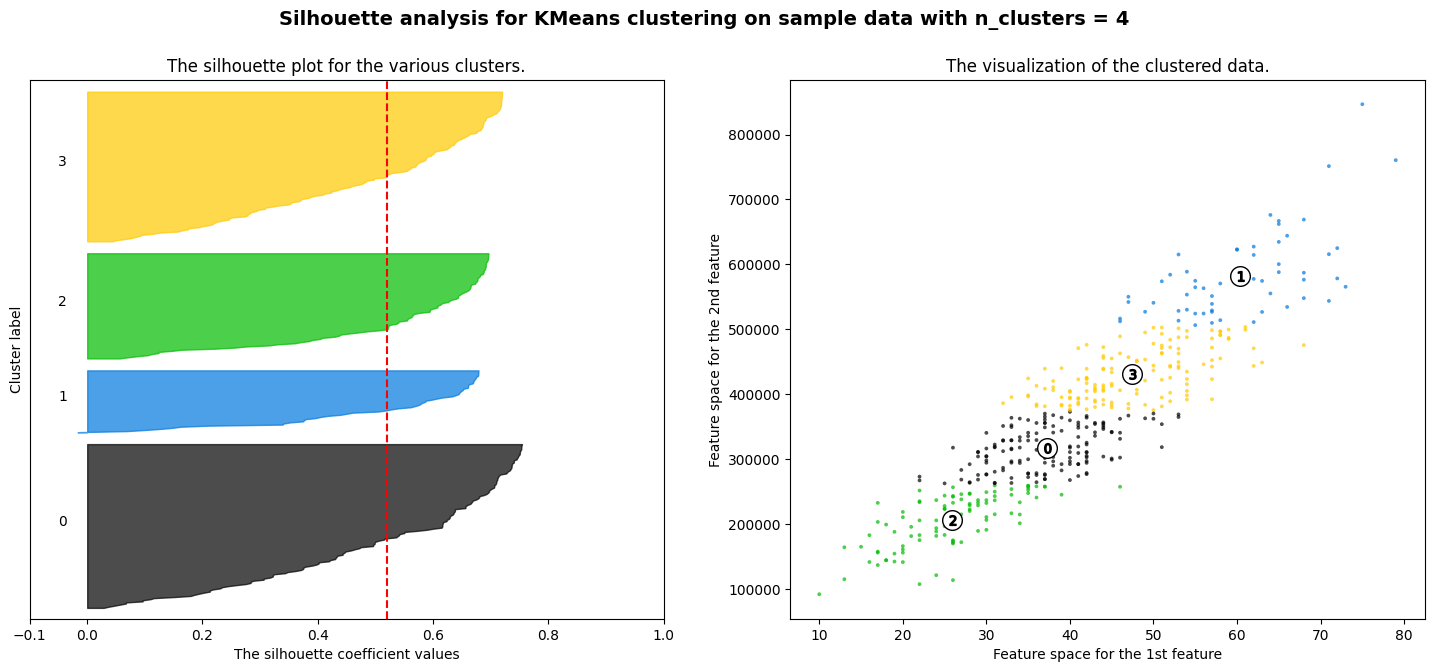 Silhouette analysis for KMeans clustering on sample data with n_clusters = 4
The silhouette plot for the various clusters.
3
2
1
0
Cluster label
−0.1 0.0 0.2 0.4 0.6 0.8 1.0
The silhouette coefficient values
The visualization of the clustered data.
800000
700000
600000
500000
400000
300000
200000
100000
Feature space for the 2nd feature
1
3
0
2
10 20 30 40 50 60 70 80
Feature space for the 1st feature